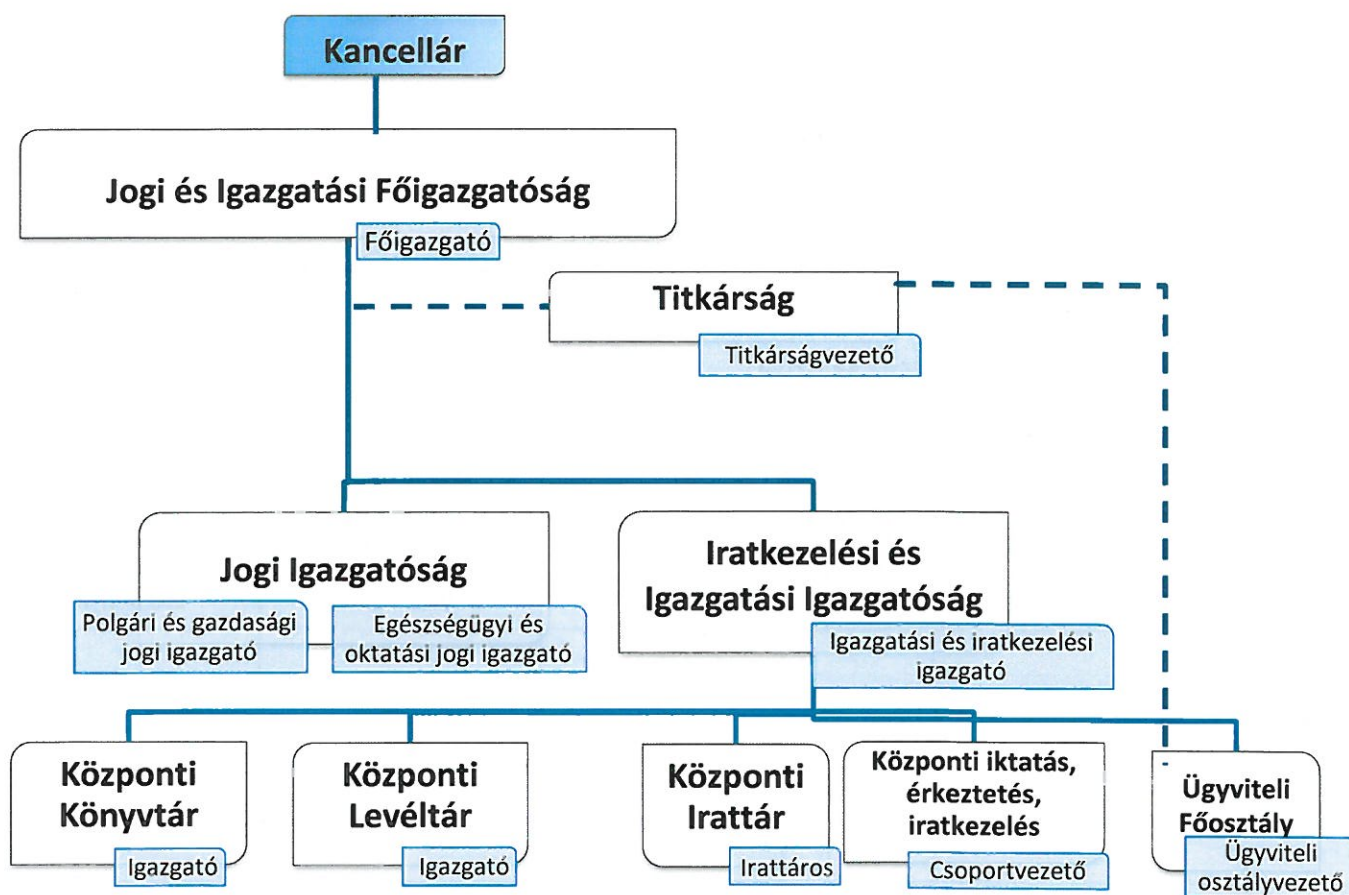 Kancellár
Jogi és Igazgatási Főigazgatóság
Főigazgató
Titkárság
Titkárságvezető
Jogi Igazgatóság
Polgári és gazdasági
jogi igazgató
Egészségügyi és
oktatási jogi igazgató
Iratkezelési és
Igazgatási Igazgatóság
Igazgatási és iratkezelési
igazgató
Központi
Könyvtár
Igazgató
Központi
Levéltár
Igazgató
Központi
Irattár
Irattáros
Központi iktatás,
érkeztetés,
iratkezelés
Csoportvezető
Ügyviteli
Főosztály
Ügyviteli
osztályvezető